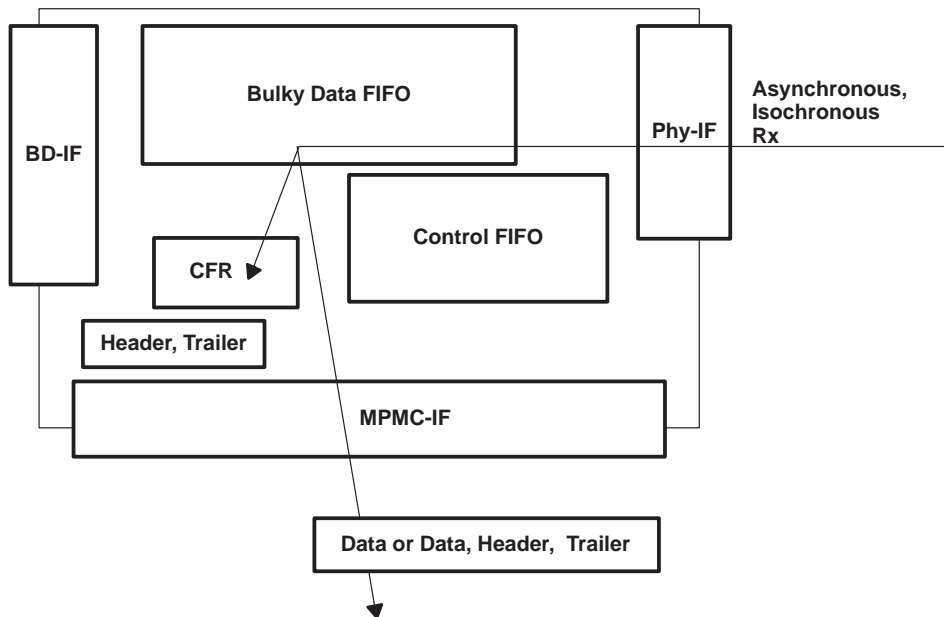 Bulky Data FIFO
Asynchronous,
Isochronous
Rx
BD-IF
Phy-IF
Control FIFO
CFR
Header, Trailer
MPMC-IF
Data or Data, Header, Trailer